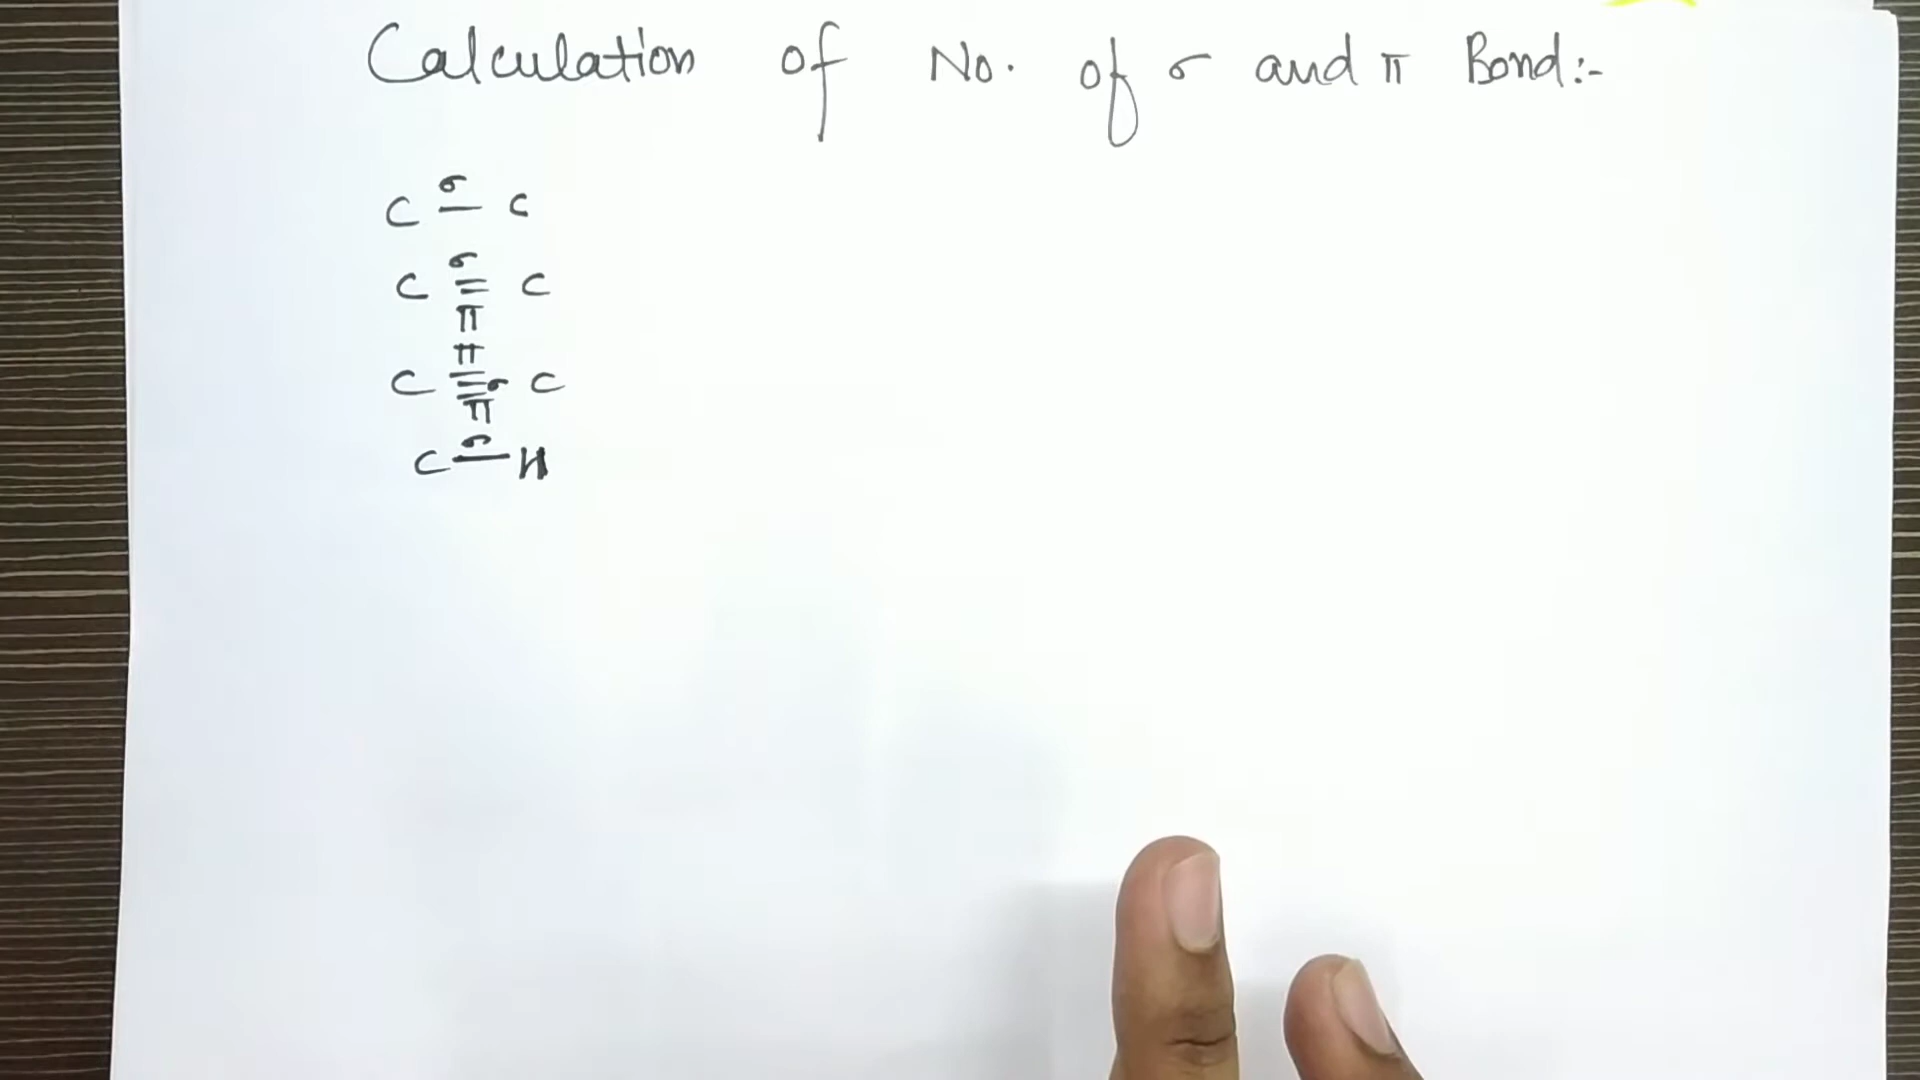 Calculation of No. of σ and π Bond:-
σ
C — C
σ
C = C
π
π
C ≡ σ C
π
σ
C — H